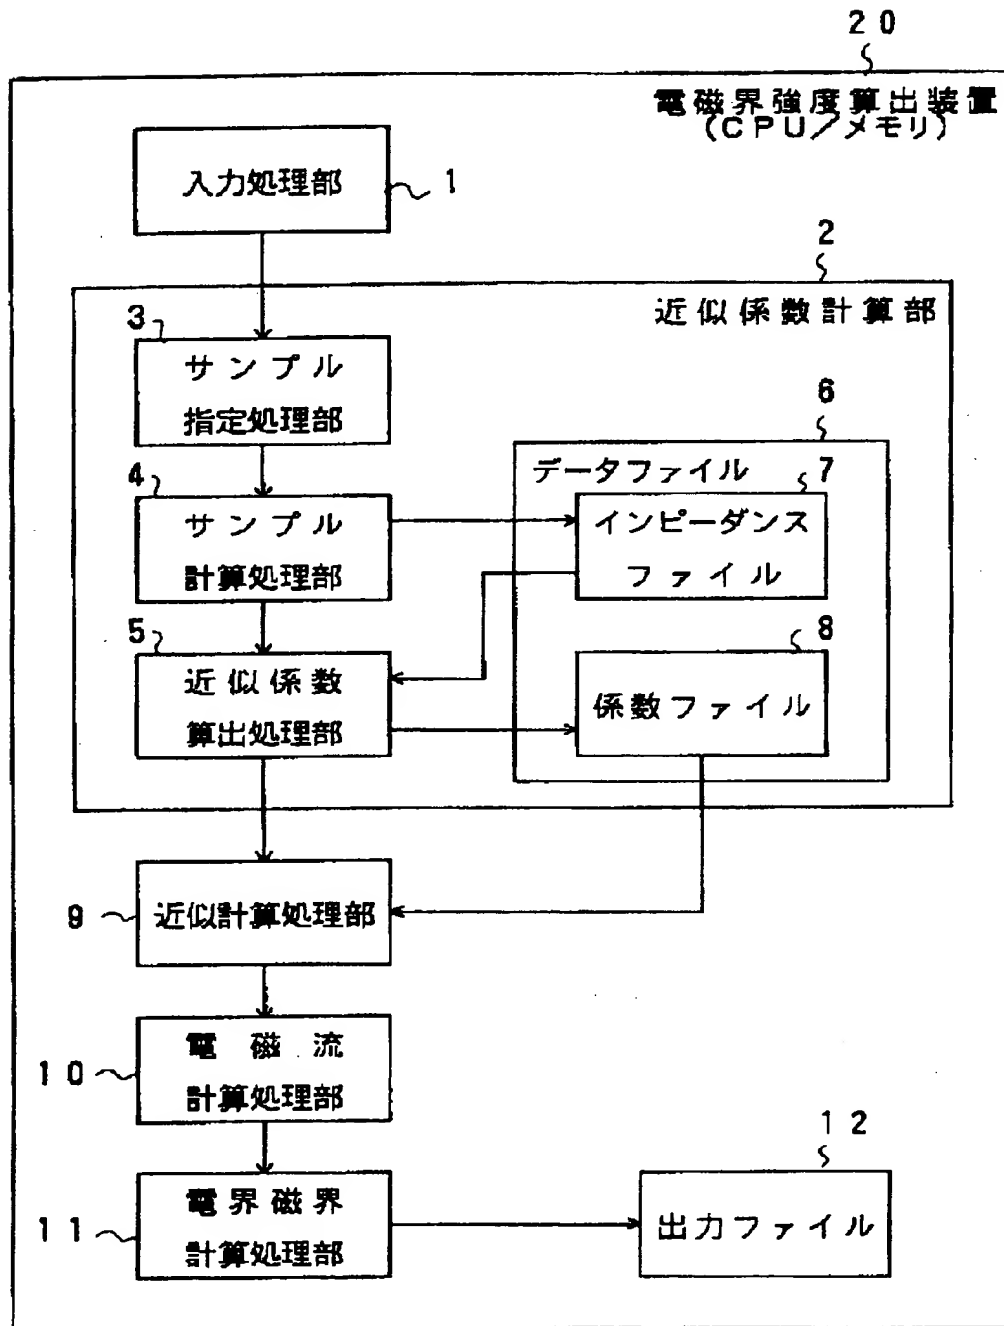 20
電磁界強度算出装置
(CPU/メモリ)
入力処理部
1
2
近似係数計算部
3
サンプル
指定処理部
6
データファイル
4
サンプル
計算処理部
7
インピーダンス
ファイル
5
近似係数
算出処理部
8
係数ファイル
9
近似計算処理部
10
電磁流
計算処理部
12
11
電界磁界
計算処理部
出力ファイル